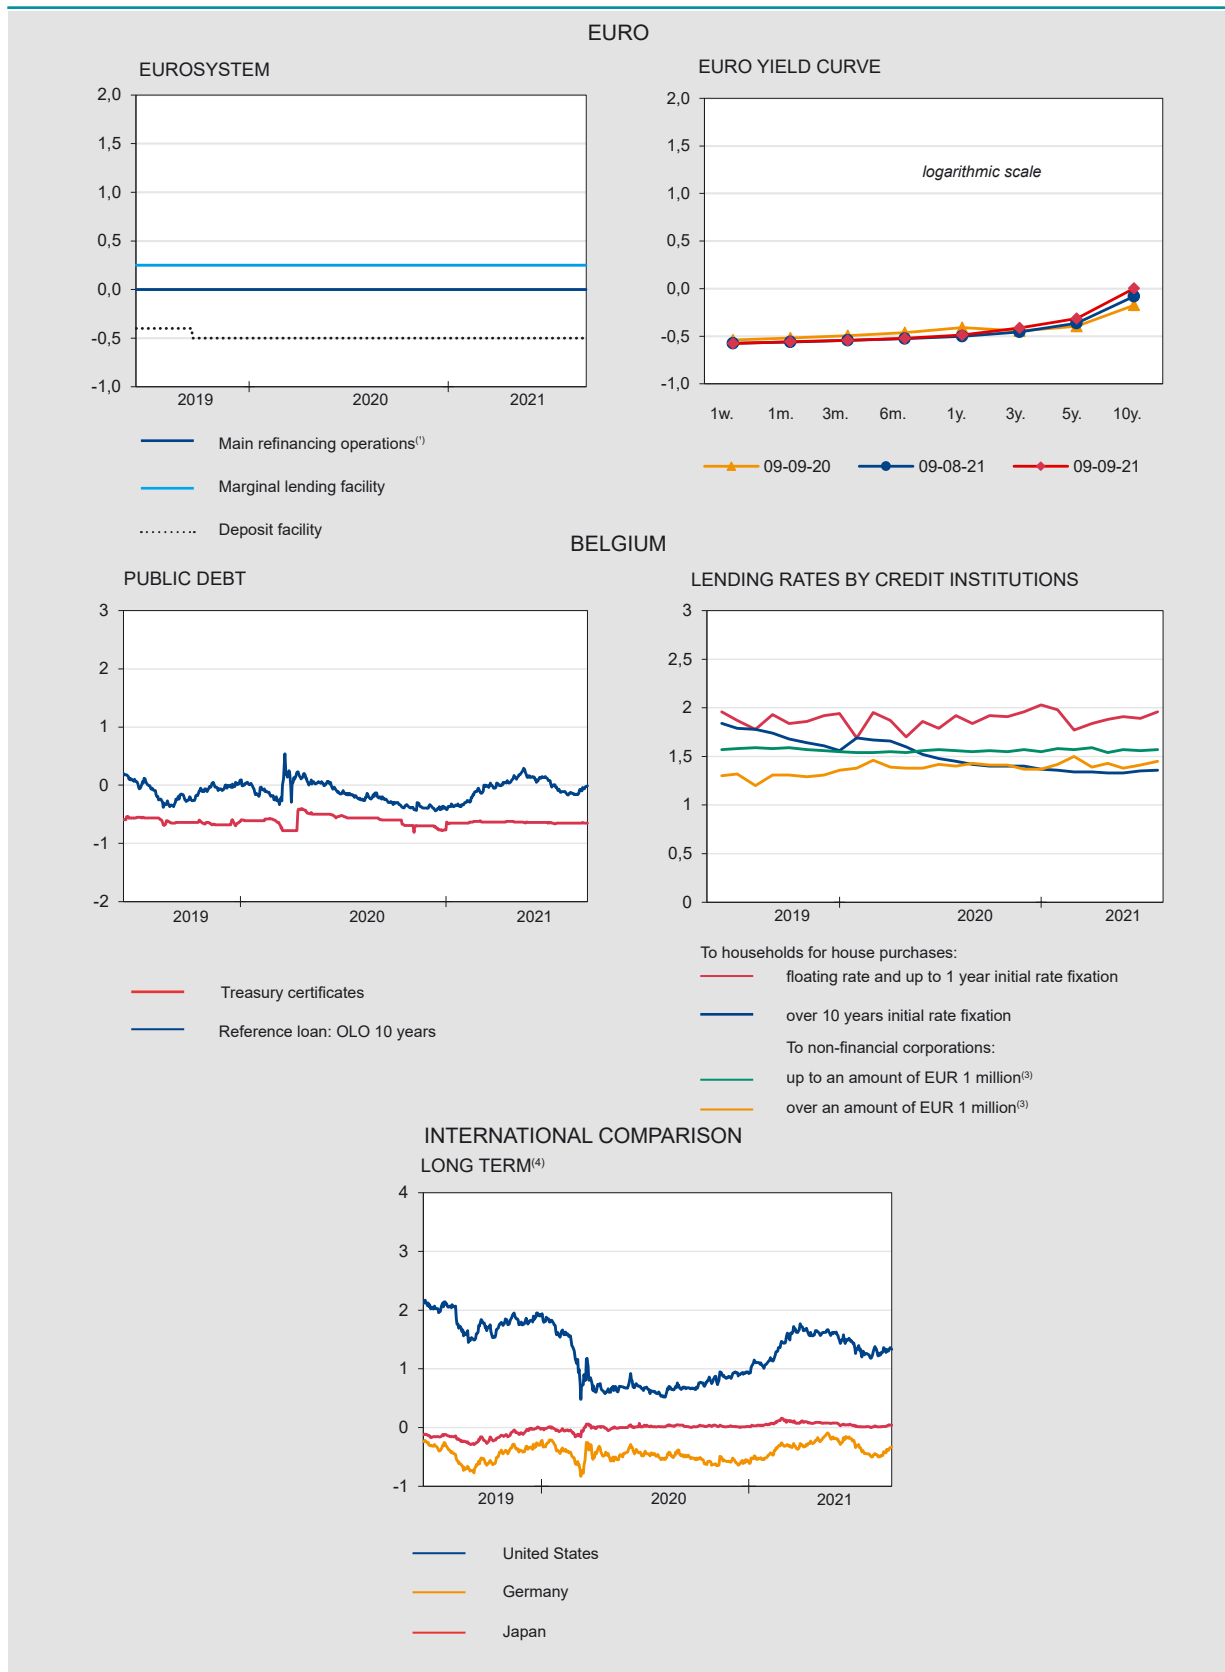 EURO
EUROSYSTEM
2,0
1,5
1,0
0,5
0,0
-0,5
-1,0
2019 2020 2021
Main refinancing operations(¹)
Marginal lending facility
Deposit facility
EURO YIELD CURVE
2,0
1,5
1,0
0,5
0,0
-0,5
-1,0
logarithmic scale
1w. 1m. 3m. 6m. 1y. 3y. 5y. 10y.
09-09-20 09-08-21 09-09-21
BELGIUM
PUBLIC DEBT
3
2
1
0
-1
-2
2019 2020 2021
Treasury certificates
Reference loan: OLO 10 years
LENDING RATES BY CREDIT INSTITUTIONS
3
2,5
2
1,5
1
0,5
0
2019 2020 2021
To households for house purchases:
floating rate and up to 1 year initial rate fixation
over 10 years initial rate fixation
To non-financial corporations:
up to an amount of EUR 1 million(3)
over an amount of EUR 1 million(3)
INTERNATIONAL COMPARISON
LONG TERM(4)
4
3
2
1
0
-1
2019 2020 2021
United States
Germany
Japan